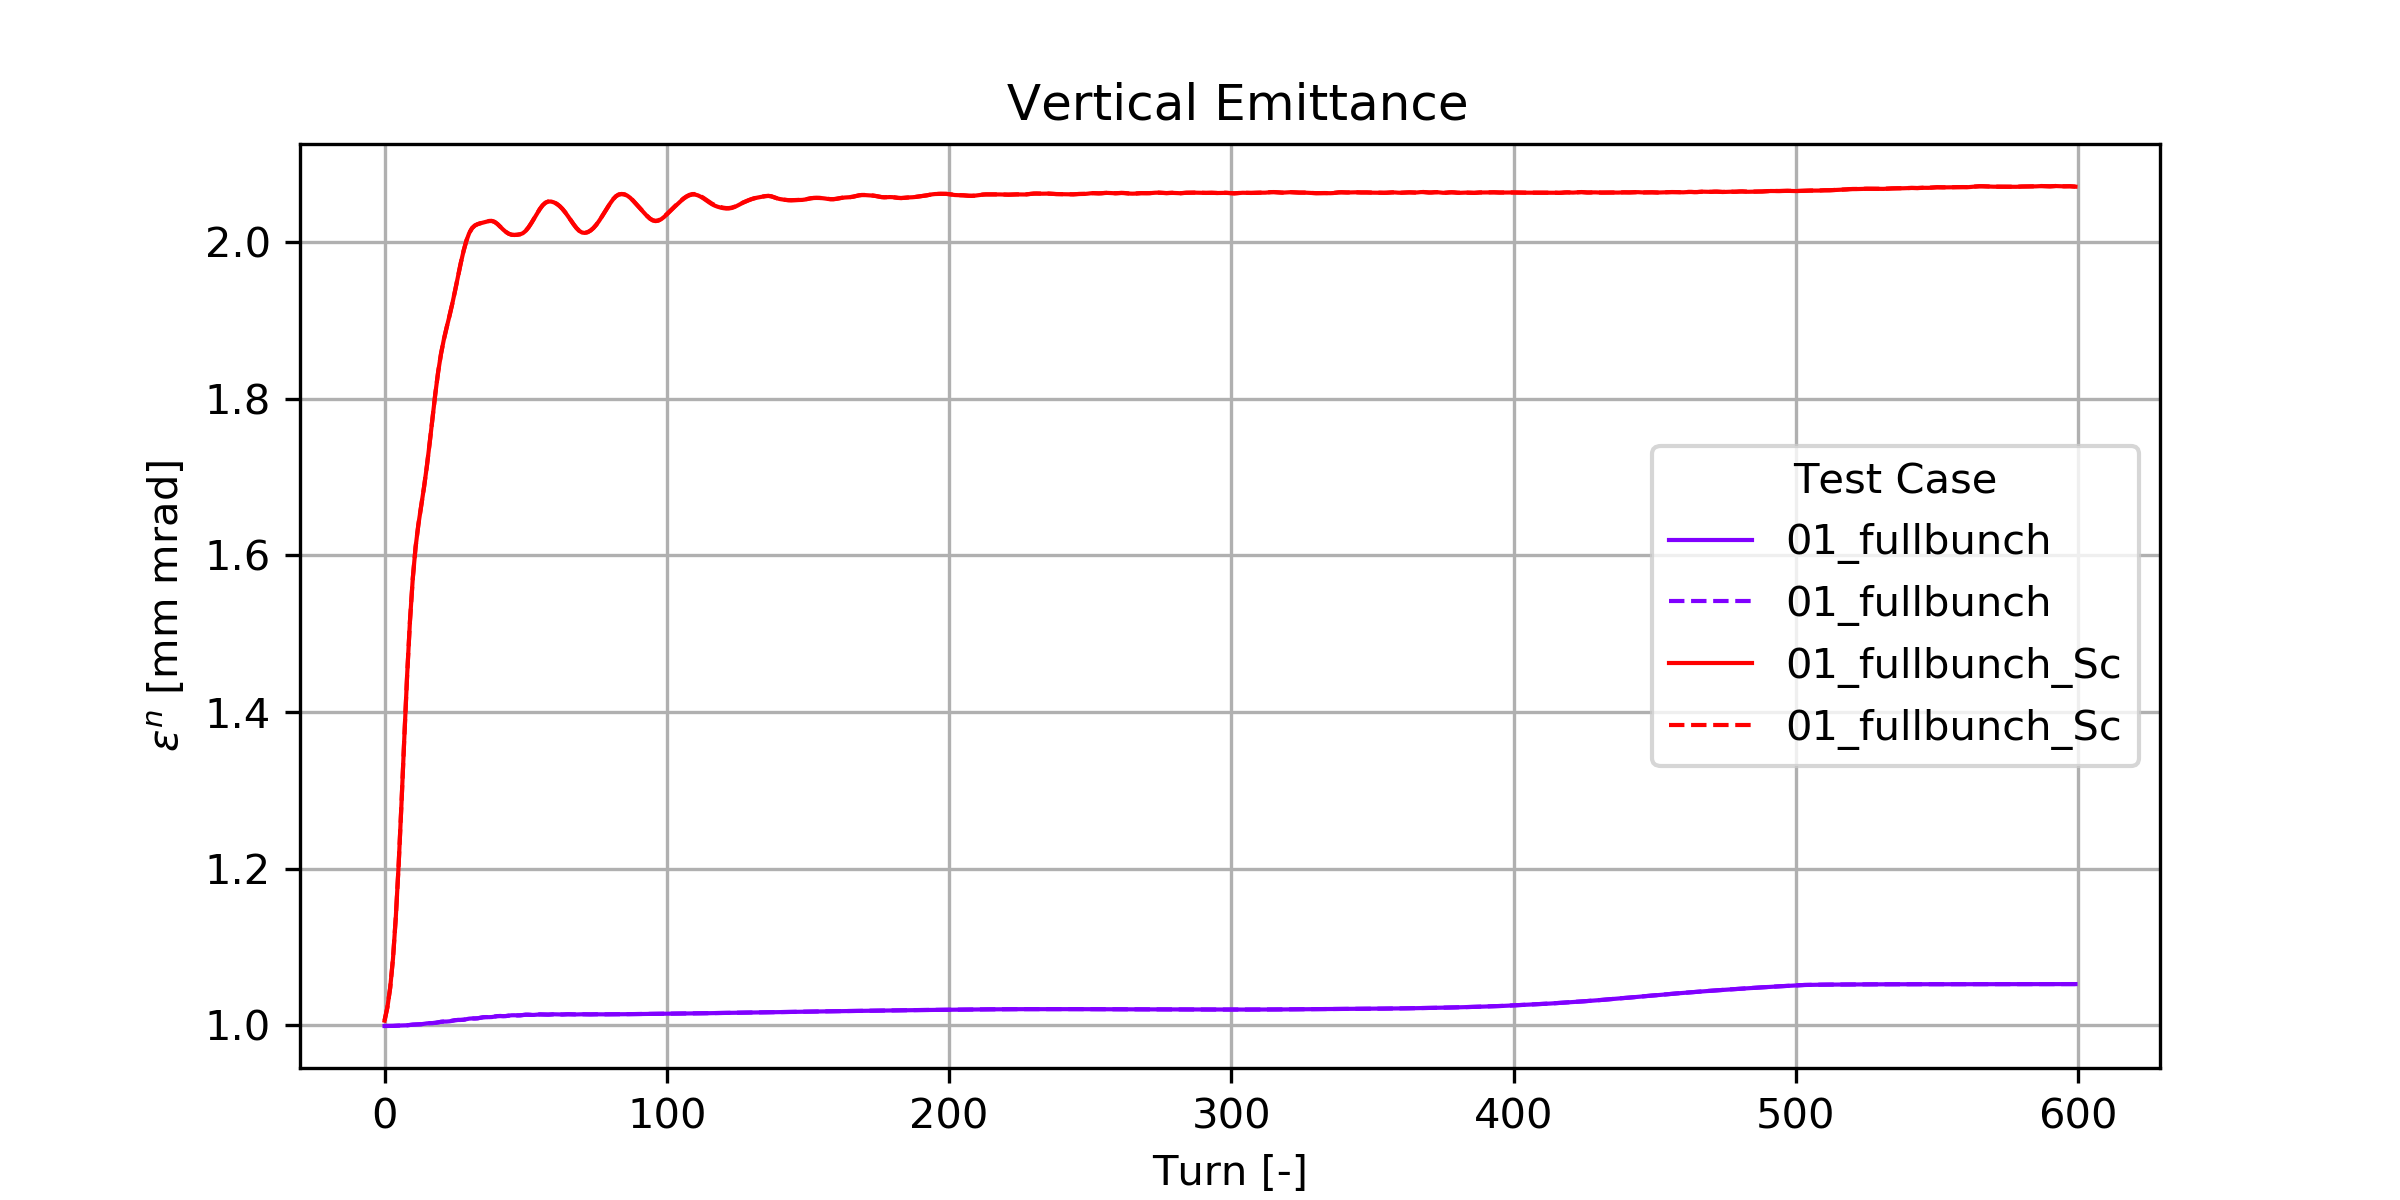 Vertical Emittance
εⁿ [mm mrad]
2.0
1.8
1.6
1.4
1.2
1.0
Test Case
01_fullbunch
01_fullbunch
01_fullbunch_Sc
01_fullbunch_Sc
0 100 200 300 400 500 600
Turn [-]